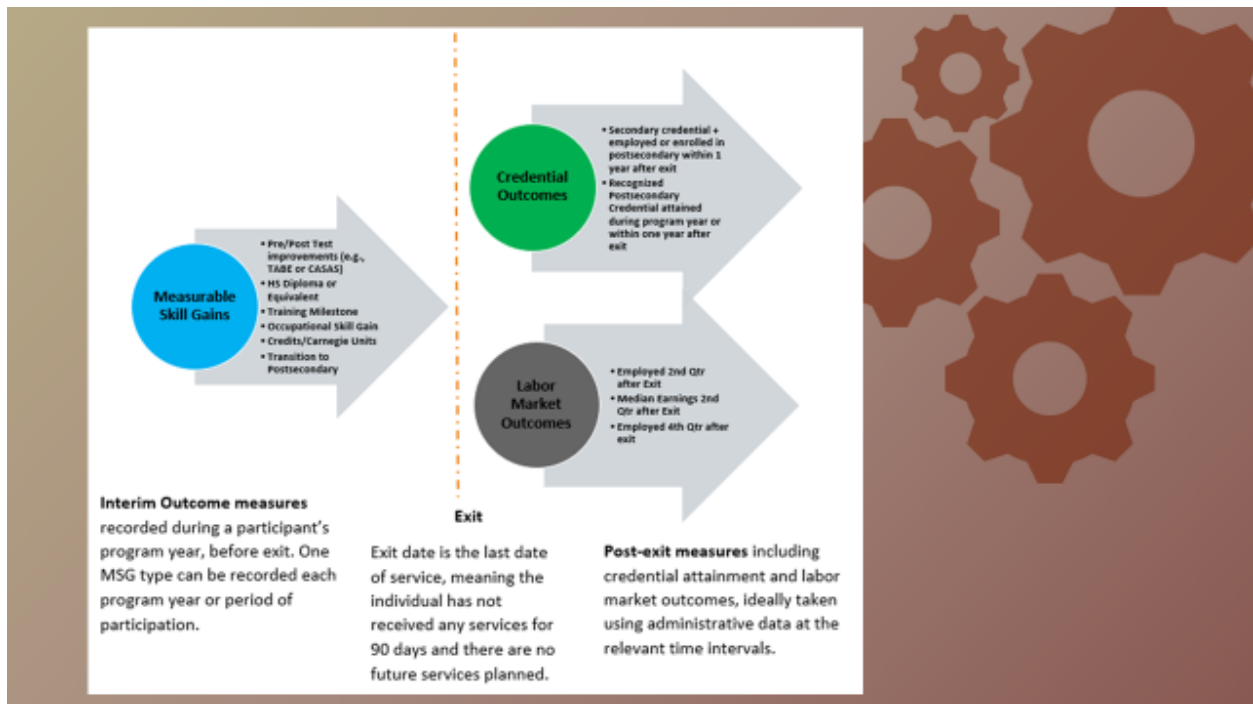 Measurable
Skill Gains
• Pre/Post Test
improvements (e.g.,
TABE or CASAS)
• HS Diploma or
Equivalent
• Training Milestone
• Occupational Skill Gain
• Credits/Carnegie Units
• Transition to
Postsecondary
Credential
Outcomes
• Secondary credential +
employed or enrolled in
postsecondary within 1
year after exit
• Recognized
Postsecondary
Credential attained
during program year or
within one year after
exit
Labor
Market
Outcomes
• Employed 2nd Qtr
after Exit
• Median Earnings 2nd
Qtr after Exit
• Employed 4th Qtr after
exit
Interim Outcome measures
recorded during a participant's
program year, before exit. One
MSG type can be recorded each
program year or period of
participation.
Exit
Exit date is the last date
of service, meaning the
individual has not
received any services for
90 days and there are no
future services planned.
Post-exit measures including
credential attainment and labor
market outcomes, ideally taken
using administrative data at the
relevant time intervals.